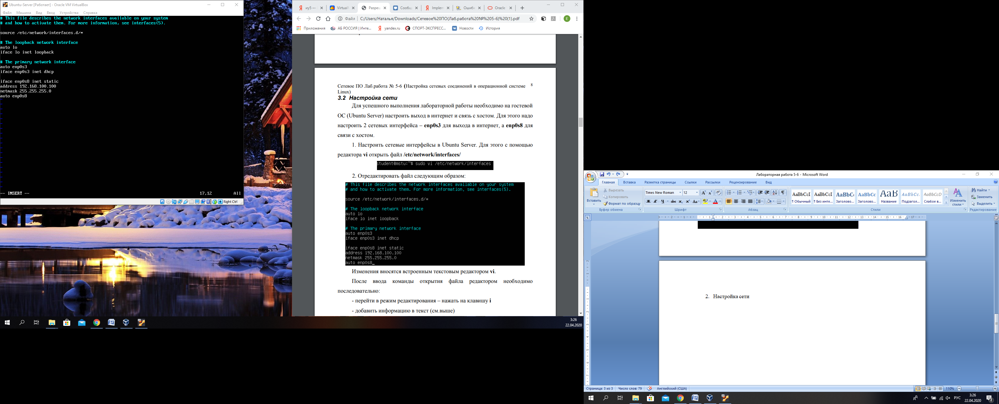 Ubuntu-Server [Работает] - Oracle VM VirtualBox
Файл Машина Вид Ввод Устройства Справка
# This file describes the network interfaces available on your system
# and how to activate them. For more information, see interfaces(5).
source /etc/network/interfaces.d/*
# The loopback network interface
auto lo
iface lo inet loopback
# The primary network interface
auto enp0s3
iface enp0s3 inet dhcp
iface enp0s8 inet static
address 192.168.100.100
netmask 255.255.255.0
auto enp0s8
-- INSERT -- 17,12 All
Right Ctrl
иу5 — VirtualB Разреш Сообщ Implem Ошибк Oracle
Файл C:/Users/Наталья/Downloads/Сетевое%20ПО(Лаб.работа%20№%205-6)%20(1).pdf
Приложения АБ РОССИЯ | Инте... yandex.ru СПОРТ-ЭКСПРЕСС... Новости История
Сетевое ПО Лаб.работа № 5-6 (Настройка сетевых соединений в операционной системе 8
Linux)
3.2 Настройка сети
Для успешного выполнения лабораторной работы необходимо на гостевой
ОС (Ubuntu Server) настроить выход в интернет и связь с хостом. Для этого надо
настроить 2 сетевых интерфейса – enp0s3 для выхода в интернет, а enp0s8 для
связи с хостом.
1. Настроить сетевые интерфейсы в Ubuntu Server. Для этого с помощью
редактора vi открыть файл /etc/network/interfaces/
student@mstu:~$ sudo vi /etc/network/interfaces
2. Отредактировать файл следующим образом:
# This file describes the network interfaces available on your system
# and how to activate them. For more information, see interfaces(5).
source /etc/network/interfaces.d/*
# The loopback network interface
auto lo
iface lo inet loopback
# The primary network interface
auto enp0s3
iface enp0s3 inet dhcp
iface enp0s8 inet static
address 192.168.100.100
netmask 255.255.255.0
auto enp0s8_
Изменения вносятся встроенным текстовым редактором vi.
После ввода команды открытия файла редактором необходимо
последовательно:
- перейти в режим редактирования – нажать на клавишу i
- добавить информацию в текст (см.выше)
3:26
22.04.2020
Лабораторная работа 5-6 - Microsoft Word
Главная Вставка Разметка страницы Ссылки Рассылки Рецензирование Вид
Вставить
Вырезать
Копировать
Формат по образцу
Буфер обмена
Times New Roman 12
Шрифт
Абзац
AaBbCcI AaBbCcI AaBbC AaBbCc AaB AaBbCc. AaBbCcD
¶ Обычный ¶ Без инте... Заголово... Заголово... Название Подзагол... Слабое в...
Изменить
стили
Стили
Найти
Заменить
Выделить
Редактирование
2. Настройка сети
Страница: 3 из 3 Число слов: 79 Английский (США) 110%
РУС
3:26
22.04.2020